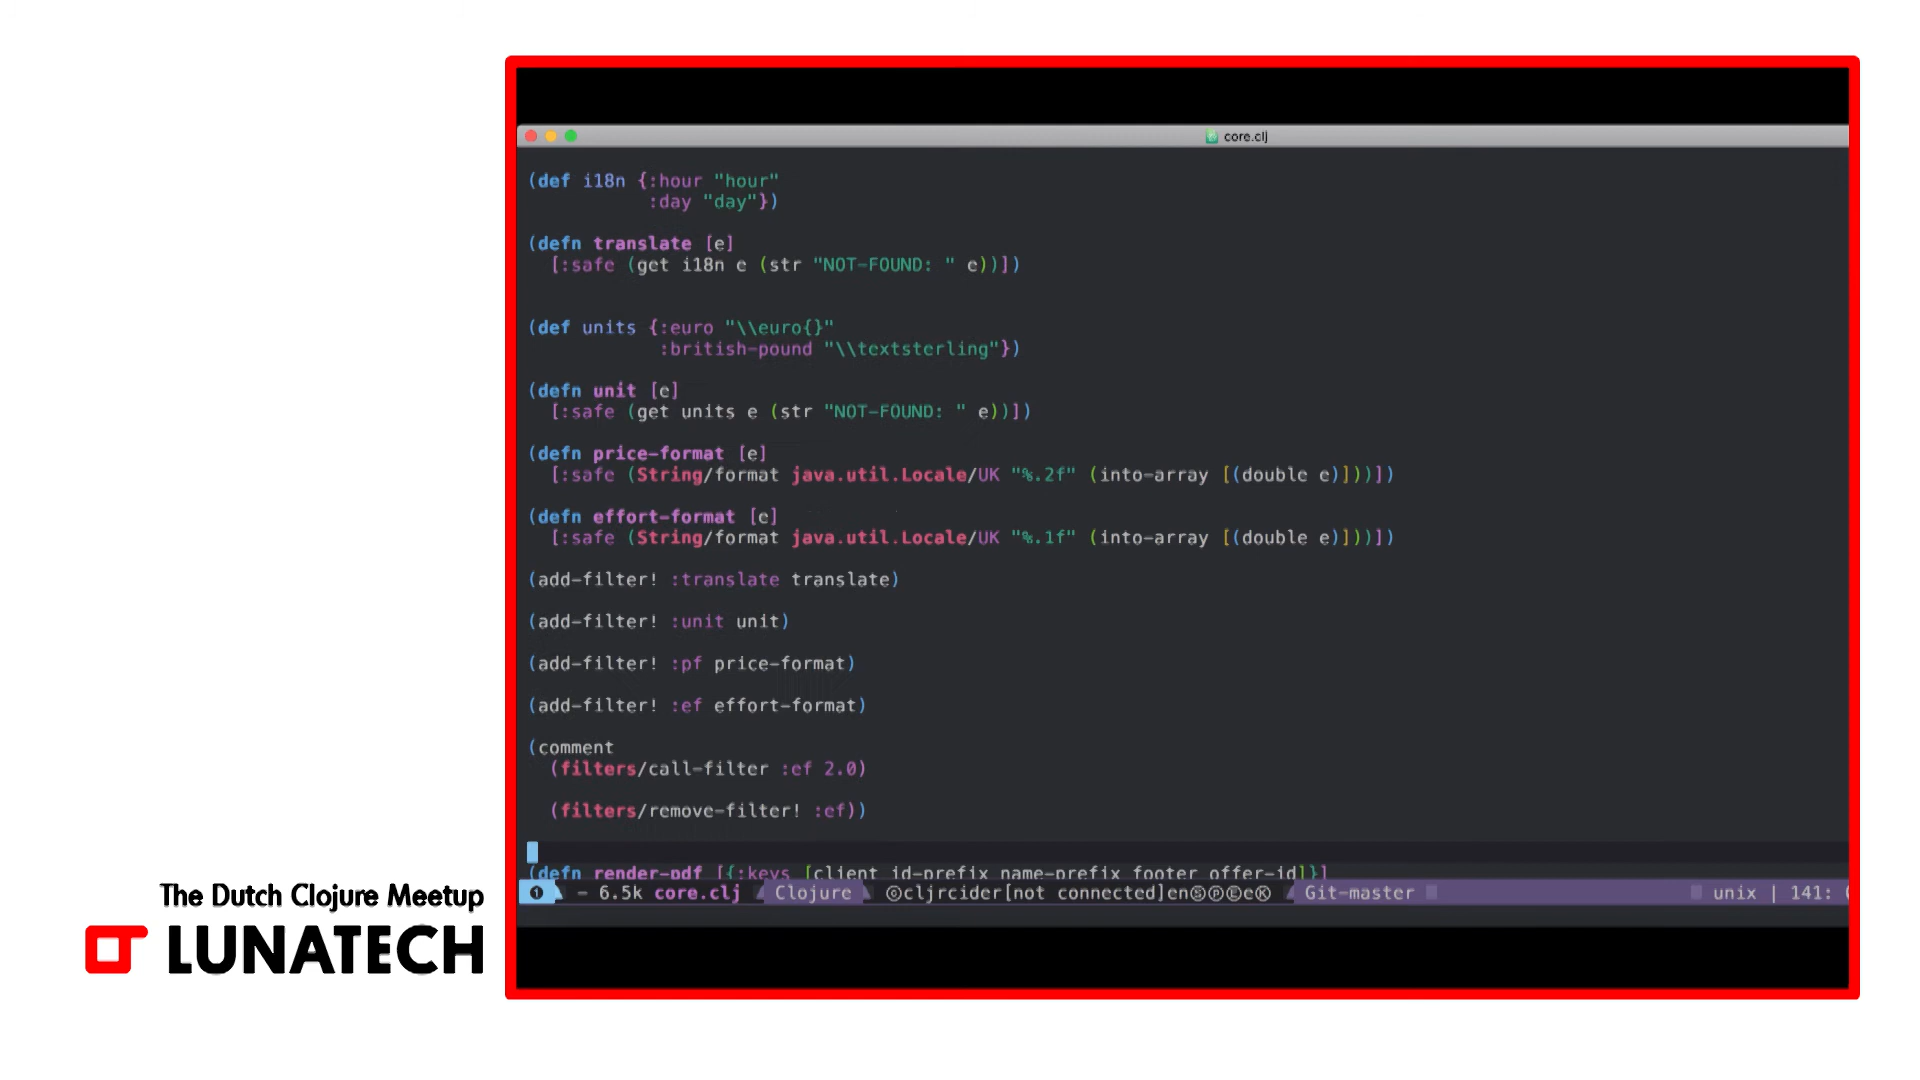 core.clj
(def i18n {:hour "hour"
:day "day"})
(defn translate [e]
[:safe (get i18n e (str "NOT-FOUND: " e))])
(def units {:euro "\\euro{}"
:british-pound "\\textsterling"})
(defn unit [e]
[:safe (get units e (str "NOT-FOUND: " e))])
(defn price-format [e]
[:safe (String/format java.util.Locale/UK "%.2f" (into-array [(double e)]))])
(defn effort-format [e]
[:safe (String/format java.util.Locale/UK "%.1f" (into-array [(double e)]))])
(add-filter! :translate translate)
(add-filter! :unit unit)
(add-filter! :pf price-format)
(add-filter! :ef effort-format)
(comment
(filters/call-filter :ef 2.0)
(filters/remove-filter! :ef))
(defn render-pdf [{:keys [client id-prefix name-prefix footer offer-id]}]
❶ - 6.5k core.clj Clojure ⓒcljrcider[not connected]enⓈⓅⒺeⓀ Git-master unix | 141:
The Dutch Clojure Meetup
LUNATECH